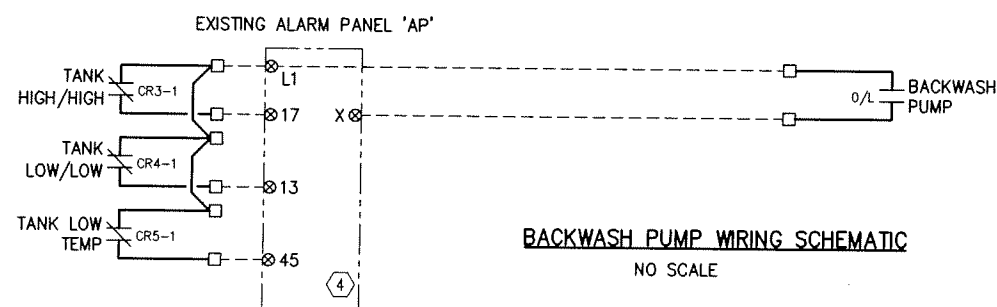 EXISTING ALARM PANEL 'AP'
TANK
HIGH/HIGH
CR3-1
L1
17
X
O/L
BACKWASH
PUMP
TANK
LOW/LOW
CR4-1
13
TANK LOW
TEMP
CR5-1
45
4
BACKWASH PUMP WIRING SCHEMATIC
NO SCALE